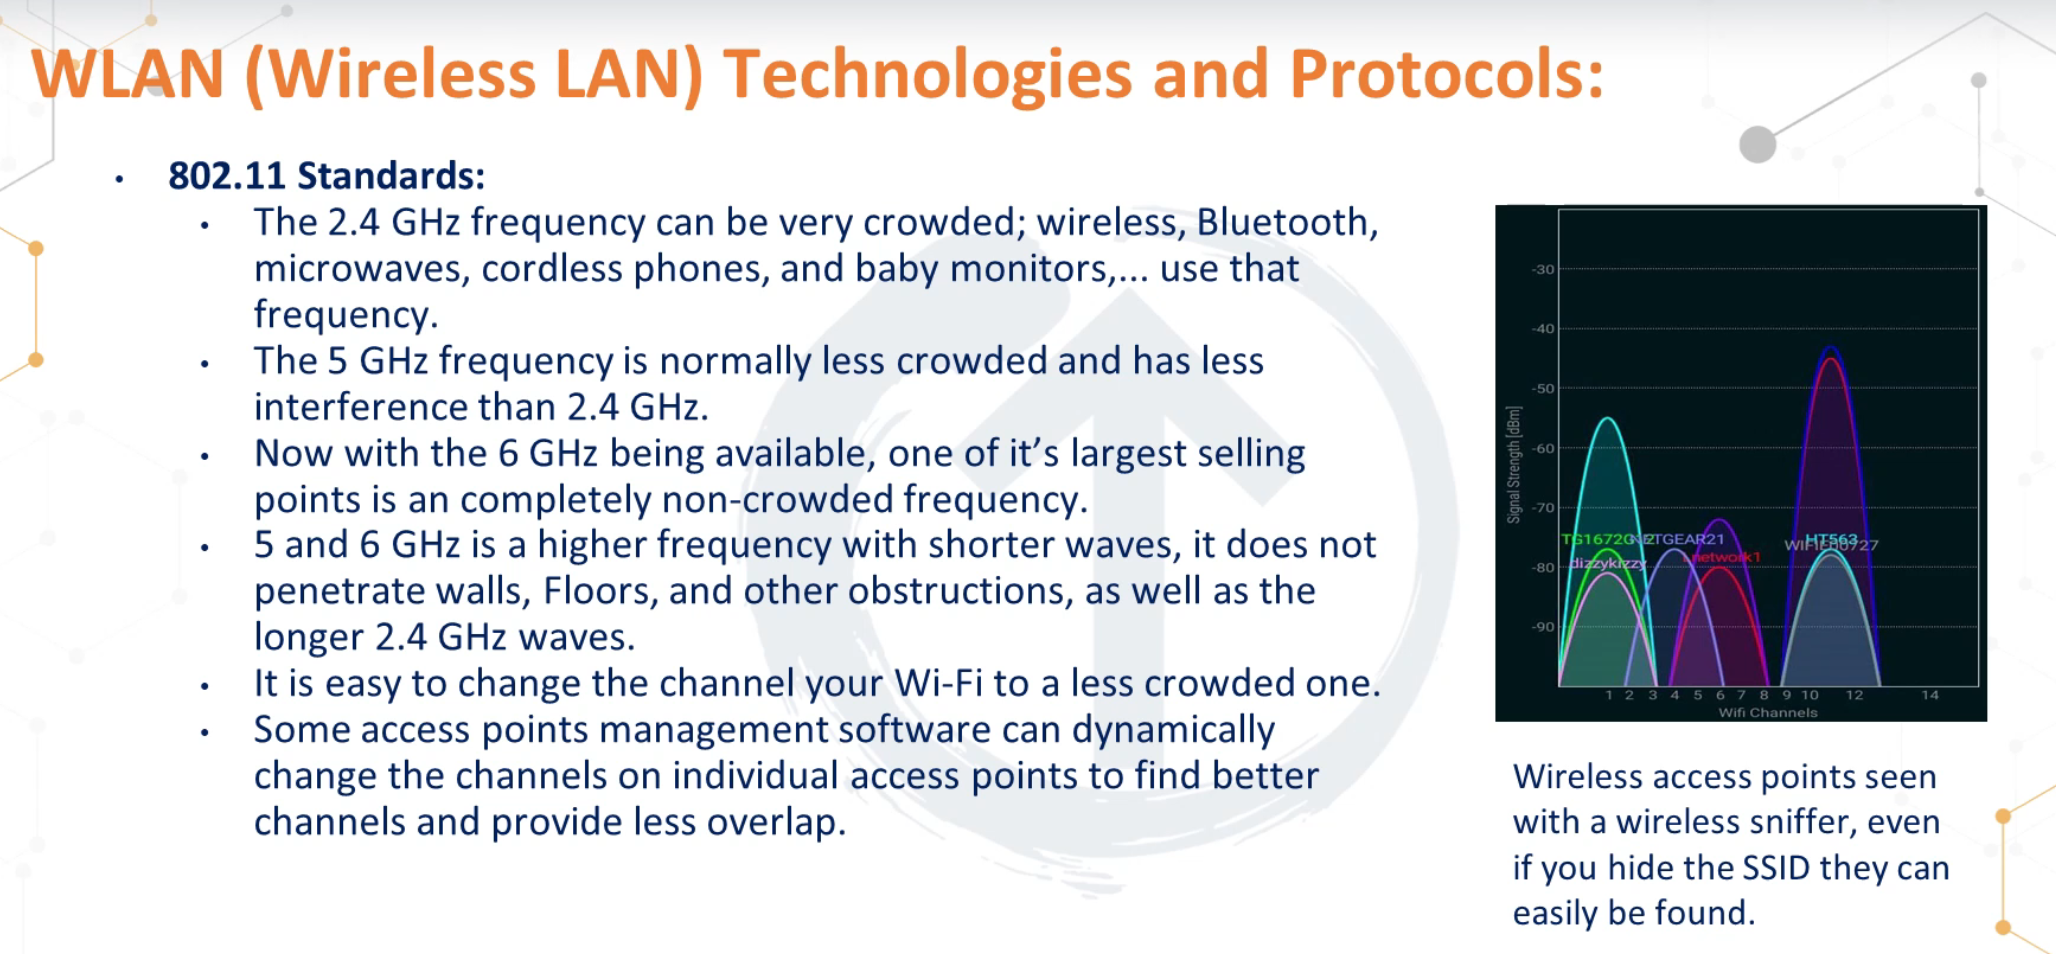 WLAN (Wireless LAN) Technologies and Protocols:
• 802.11 Standards:
• The 2.4 GHz frequency can be very crowded; wireless, Bluetooth,
microwaves, cordless phones, and baby monitors,... use that
frequency.
• The 5 GHz frequency is normally less crowded and has less
interference than 2.4 GHz.
• Now with the 6 GHz being available, one of it’s largest selling
points is an completely non-crowded frequency.
• 5 and 6 GHz is a higher frequency with shorter waves, it does not
penetrate walls, Floors, and other obstructions, as well as the
longer 2.4 GHz waves.
• It is easy to change the channel your Wi-Fi to a less crowded one.
• Some access points management software can dynamically
change the channels on individual access points to find better
channels and provide less overlap.
Signal Strength [dBm]
-30
-40
-50
-60
-70
-80
-90
NETGEAR21
HT563
network1
dizzykizzy
1 2 3 4 5 6 7 8 9 10 12 14
Wifi Channels
Wireless access points seen
with a wireless sniffer, even
if you hide the SSID they can
easily be found.